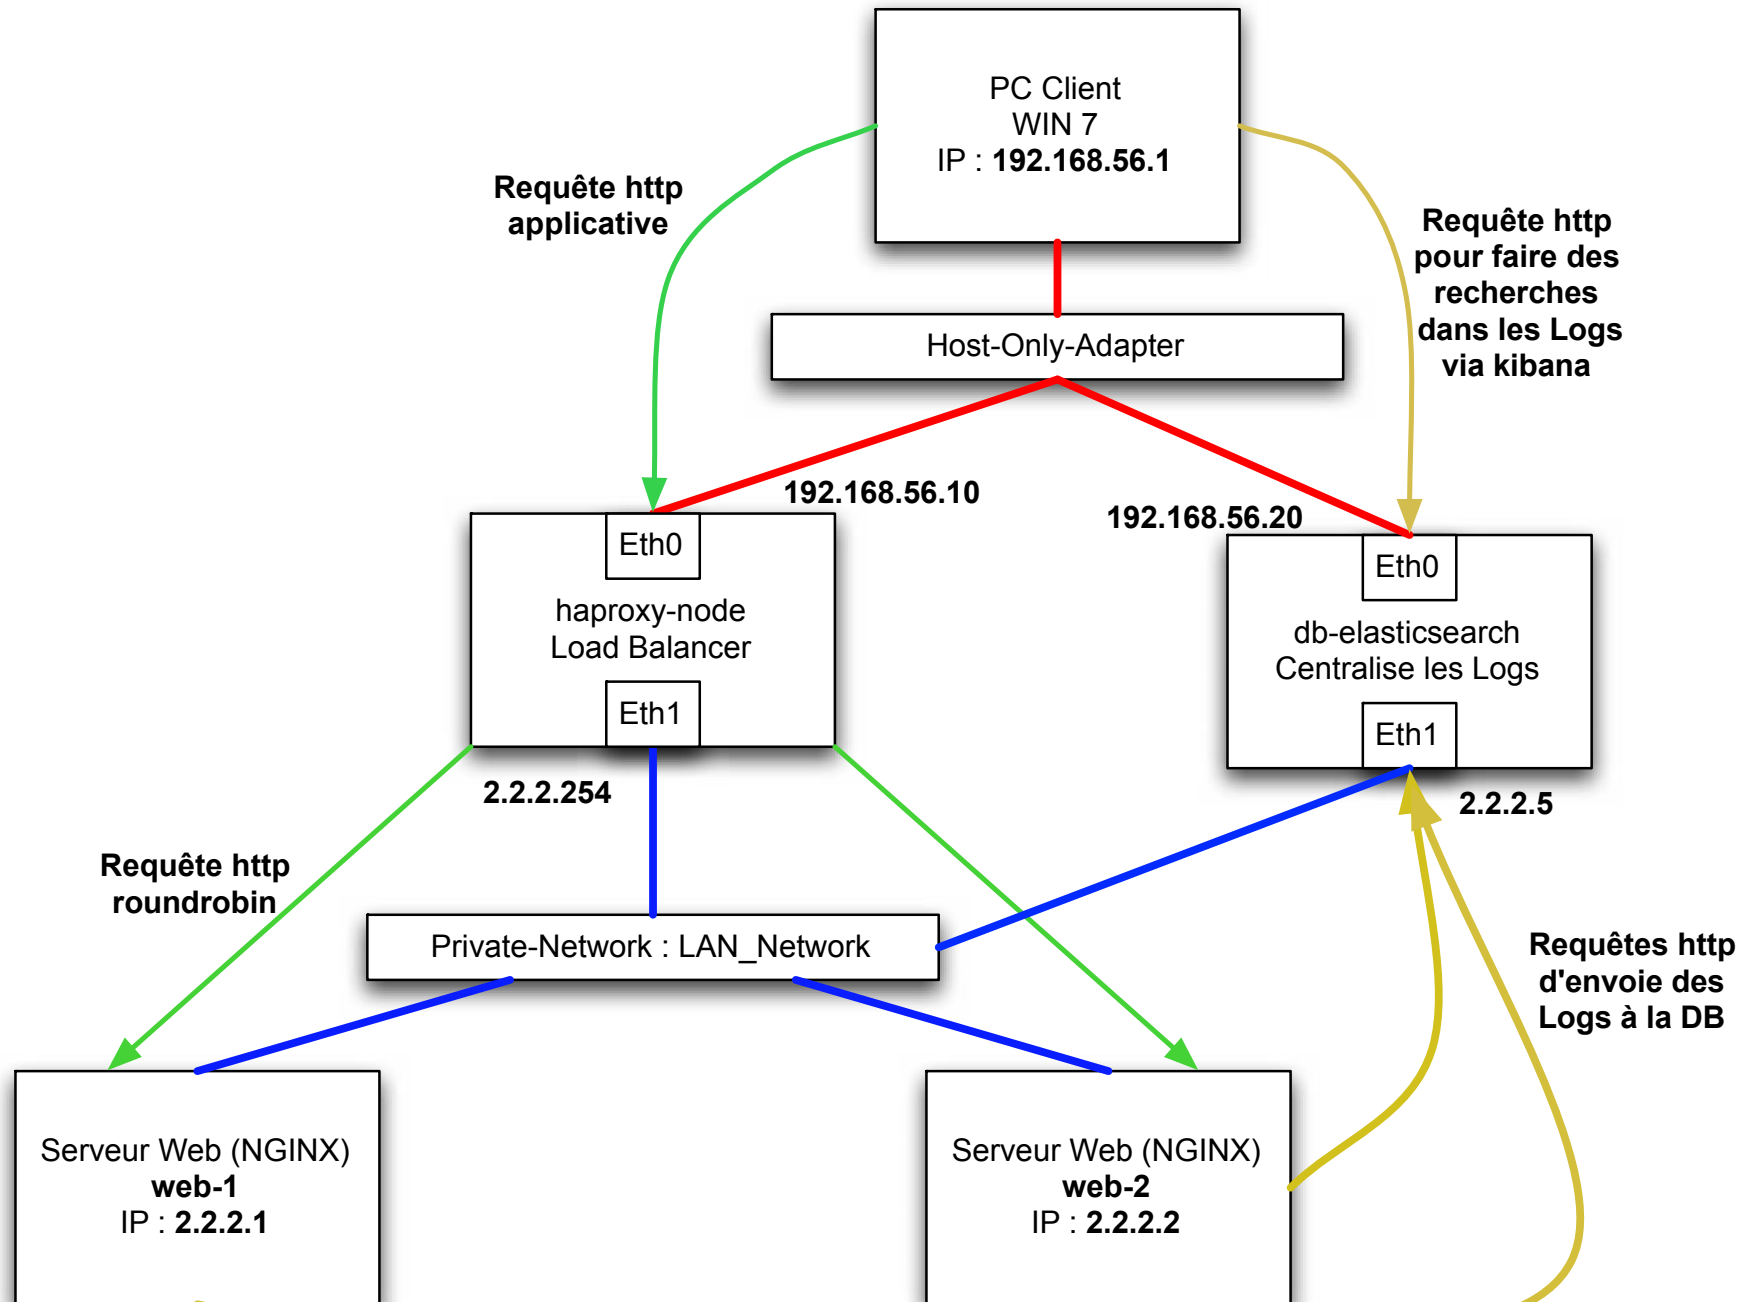 PC Client
WIN 7
IP : 192.168.56.1
Requête http
applicative
Requête http
pour faire des
recherches
dans les Logs
via kibana
Host-Only-Adapter
192.168.56.10
192.168.56.20
Eth0
haproxy-node
Load Balancer
Eth1
Eth0
db-elasticsearch
Centralise les Logs
Eth1
2.2.2.254
2.2.2.5
Requête http
roundrobin
Private-Network : LAN_Network
Requêtes http
d'envoie des
Logs à la DB
Serveur Web (NGINX)
web-1
IP : 2.2.2.1
Serveur Web (NGINX)
web-2
IP : 2.2.2.2